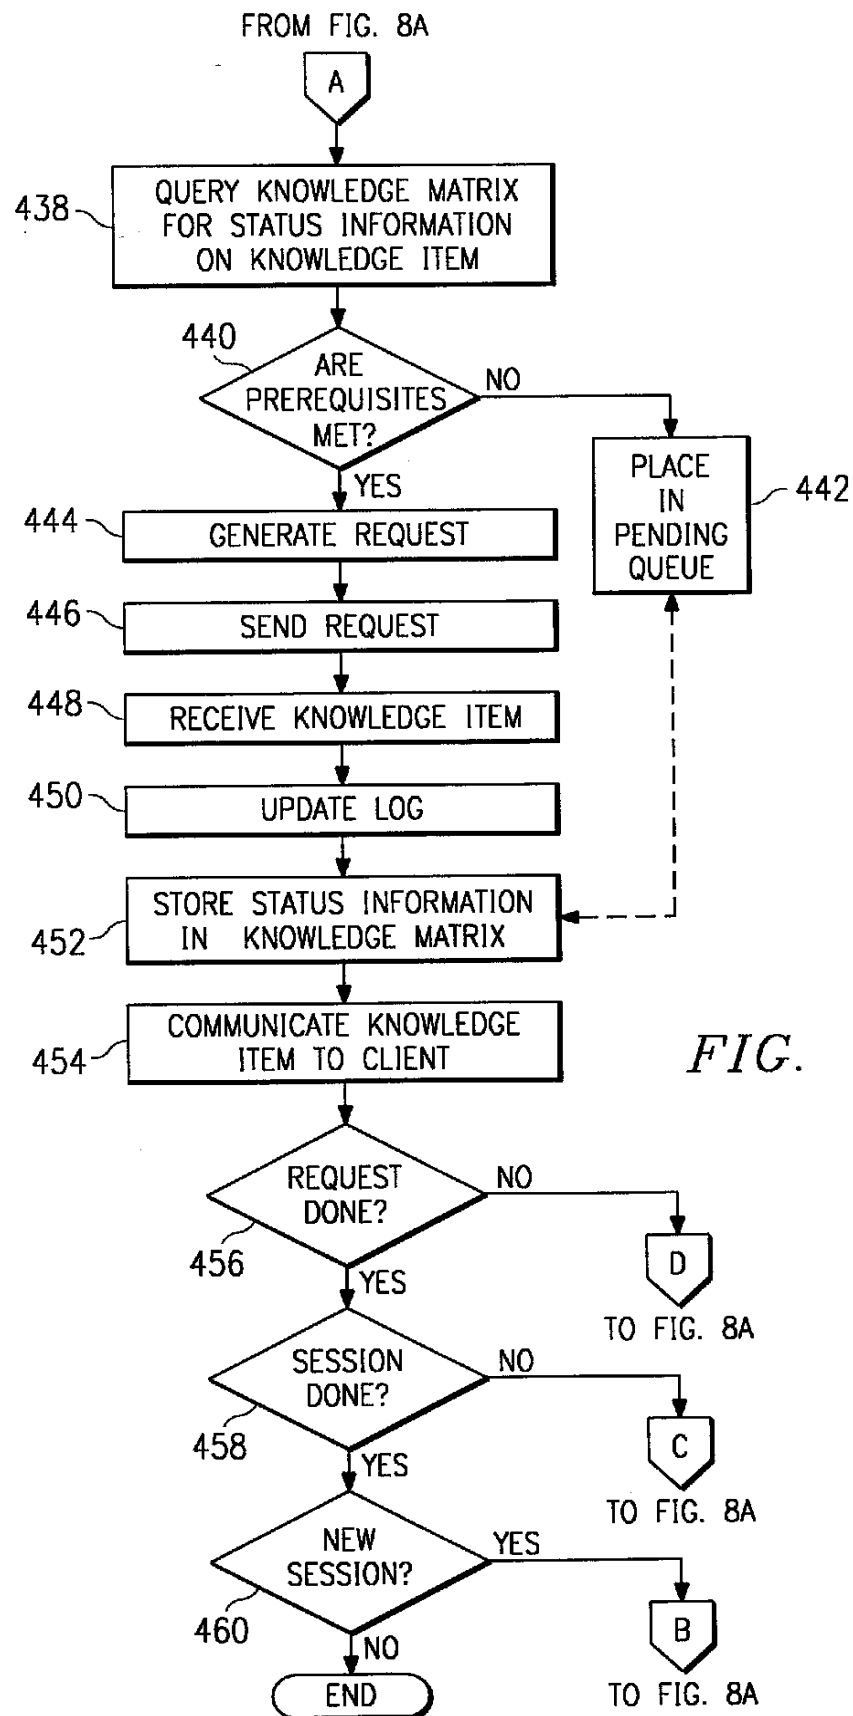 FROM FIG. 8A
A
438
QUERY KNOWLEDGE MATRIX
FOR STATUS INFORMATION
ON KNOWLEDGE ITEM
440
ARE
PREREQUISITES
MET?
NO
YES
PLACE
IN
PENDING
QUEUE
442
444
GENERATE REQUEST
446
SEND REQUEST
448
RECEIVE KNOWLEDGE ITEM
450
UPDATE LOG
452
STORE STATUS INFORMATION
IN KNOWLEDGE MATRIX
454
COMMUNICATE KNOWLEDGE
ITEM TO CLIENT
FIG.
REQUEST
DONE?
NO
456
YES
D
TO FIG. 8A
SESSION
DONE?
NO
458
YES
C
TO FIG. 8A
NEW
SESSION?
YES
460
NO
B
TO FIG. 8A
END